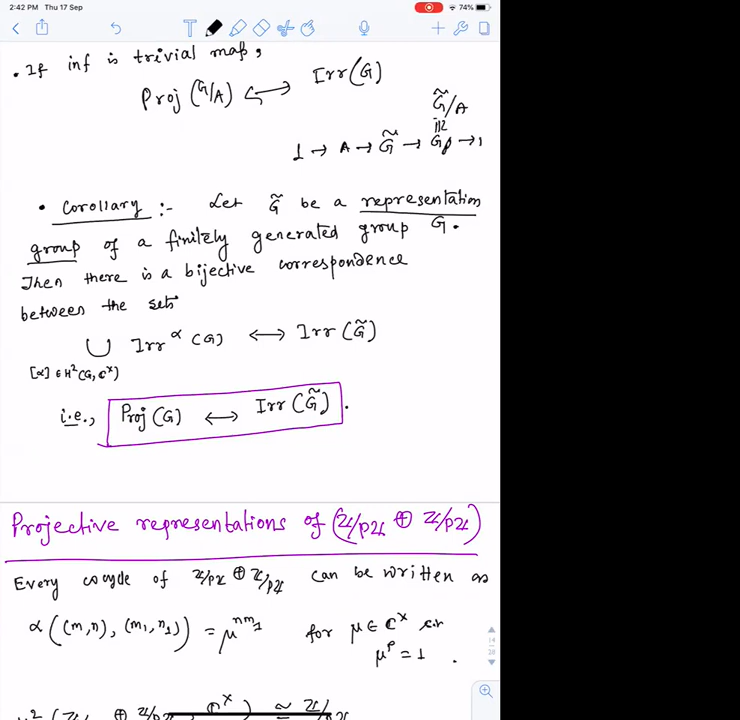 2:42 PM Thu 17 Sep 74%
• If inf is trivial map,
Proj (G/A) ↔ Irr(G)
G̃/A
1 → A → G̃ → G → 1
• Corollary :- Let G̃ be a representation
group of a finitely generated group G.
Then there is a bijective correspondence
between the sets
∪ Irr^α (G) ↔ Irr (G̃)
[α] ∈ H²(G, ℂ^×)
i.e., Proj (G) ↔ Irr (G̃) .
Projective representations of (ℤ/pℤ ⊕ ℤ/pℤ)
Every cocycle of ℤ/pℤ ⊕ ℤ/pℤ can be written as
α ((m,n), (m₁,n₁)) = μ^{nm₁} for μ ∈ ℂ^× st
μ^p = 1 .